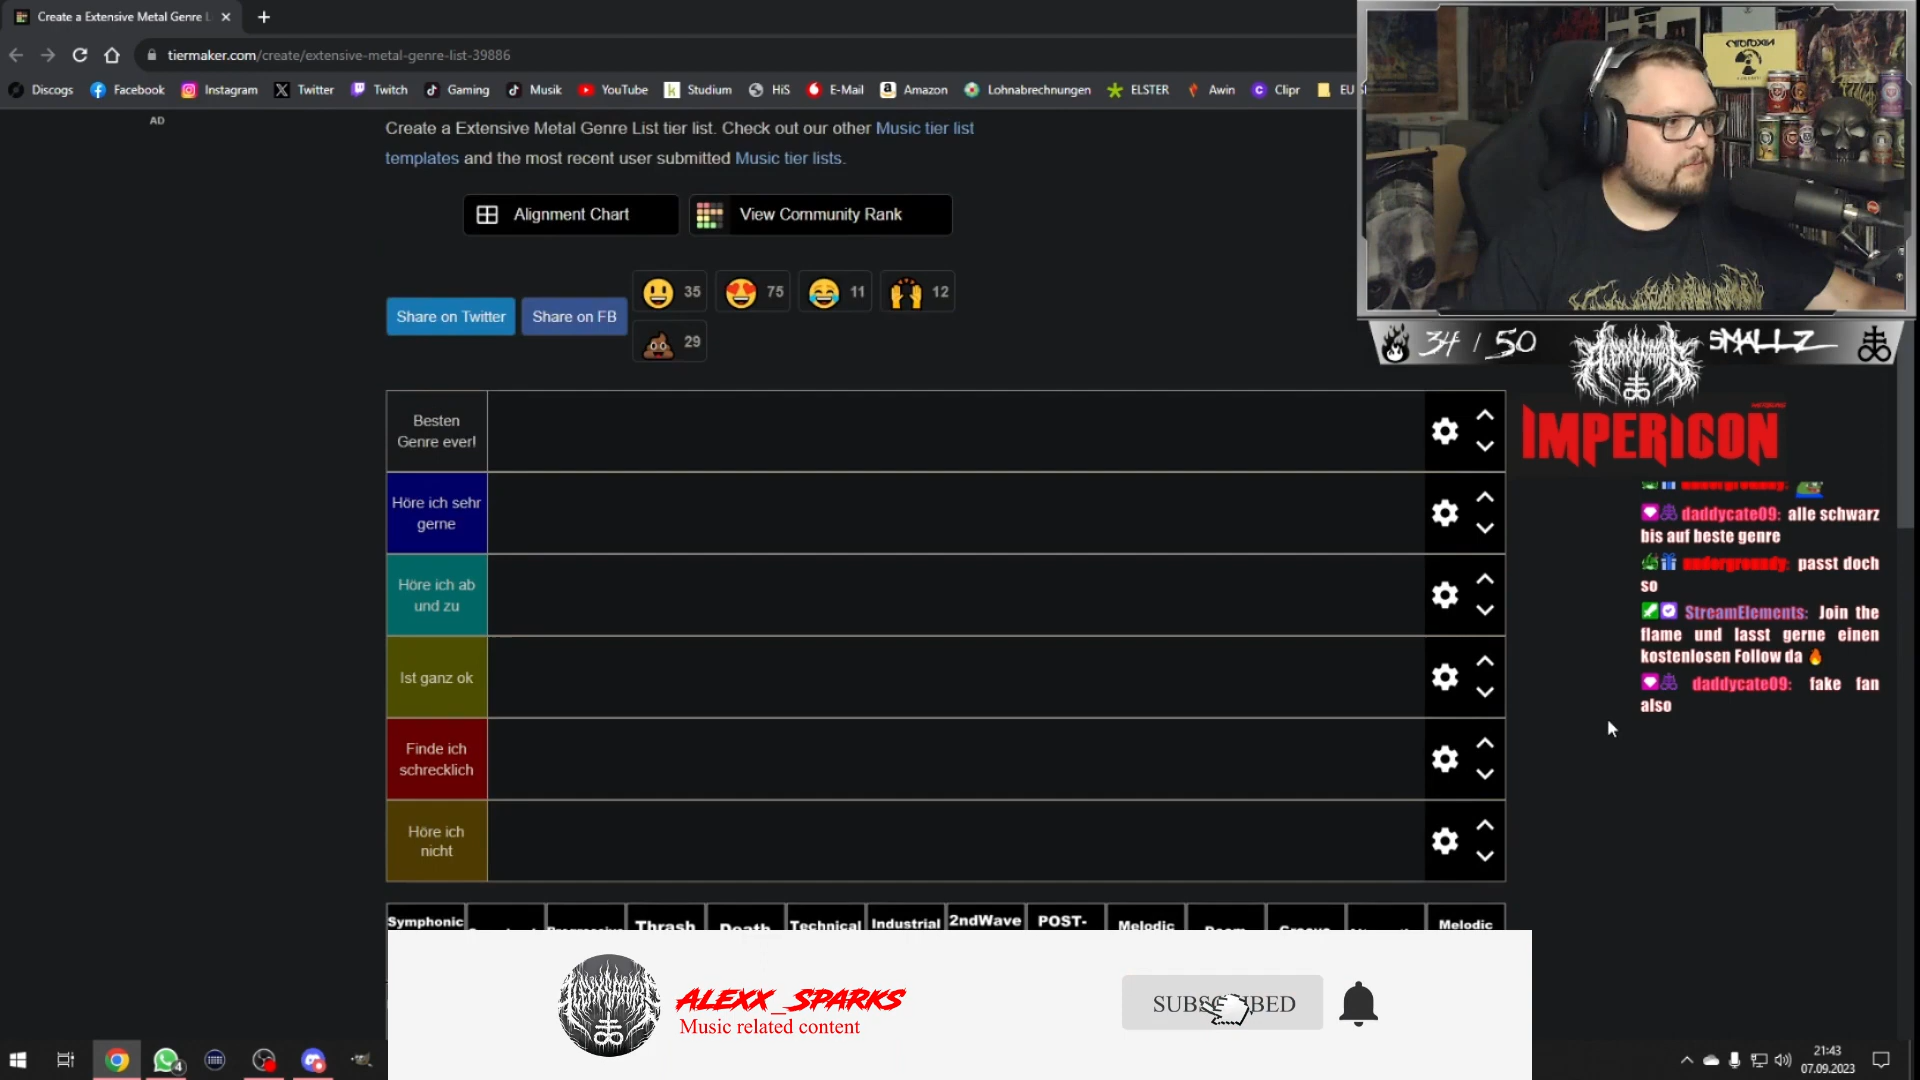 Create a Extensive Metal Genre L
tiermaker.com/create/extensive-metal-genre-list-39886
Discogs Facebook Instagram Twitter Twitch Gaming Musik YouTube Studium HiS E-Mail Amazon Lohnabrechnungen ELSTER Awin Clipr EU
AD
Create a Extensive Metal Genre List tier list. Check out our other Music tier list
templates and the most recent user submitted Music tier lists.
Alignment Chart
View Community Rank
Share on Twitter
Share on FB
35
75
11
12
29
34 / 50
SMALLZ
IMPERICON
Besten
Genre ever!
Höre ich sehr
gerne
Höre ich ab
und zu
Ist ganz ok
Finde ich
schrecklich
Höre ich
nicht
daddycate09: alle schwarz
bis auf beste genre
undergroundy: passt doch
so
StreamElements: Join the
flame und lasst gerne einen
kostenlosen Follow da
daddycate09: fake fan
also
Symphonic
Thrash
Death
Technical
Industrial
2ndWave
POST-
Melodic
Doom
Groove
Melodic
ALEXX_SPARKS
Music related content
SUBSCRIBED
4
21:43
07.09.2023